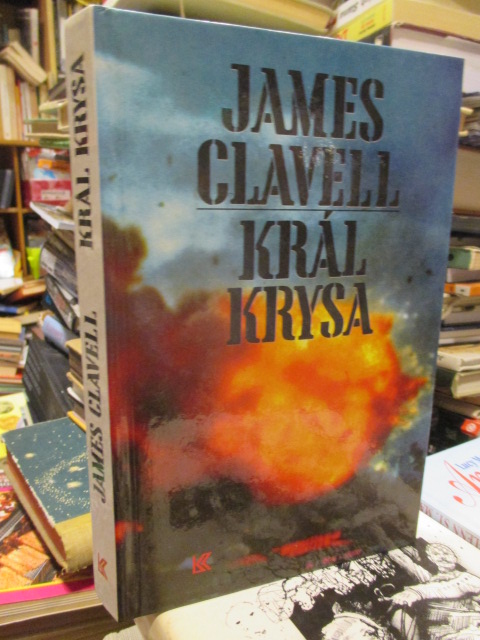 JAMES
CLAVELL
KRÁL
KRYSA
JAMES CLAVELL KRÁL KRYSA
K